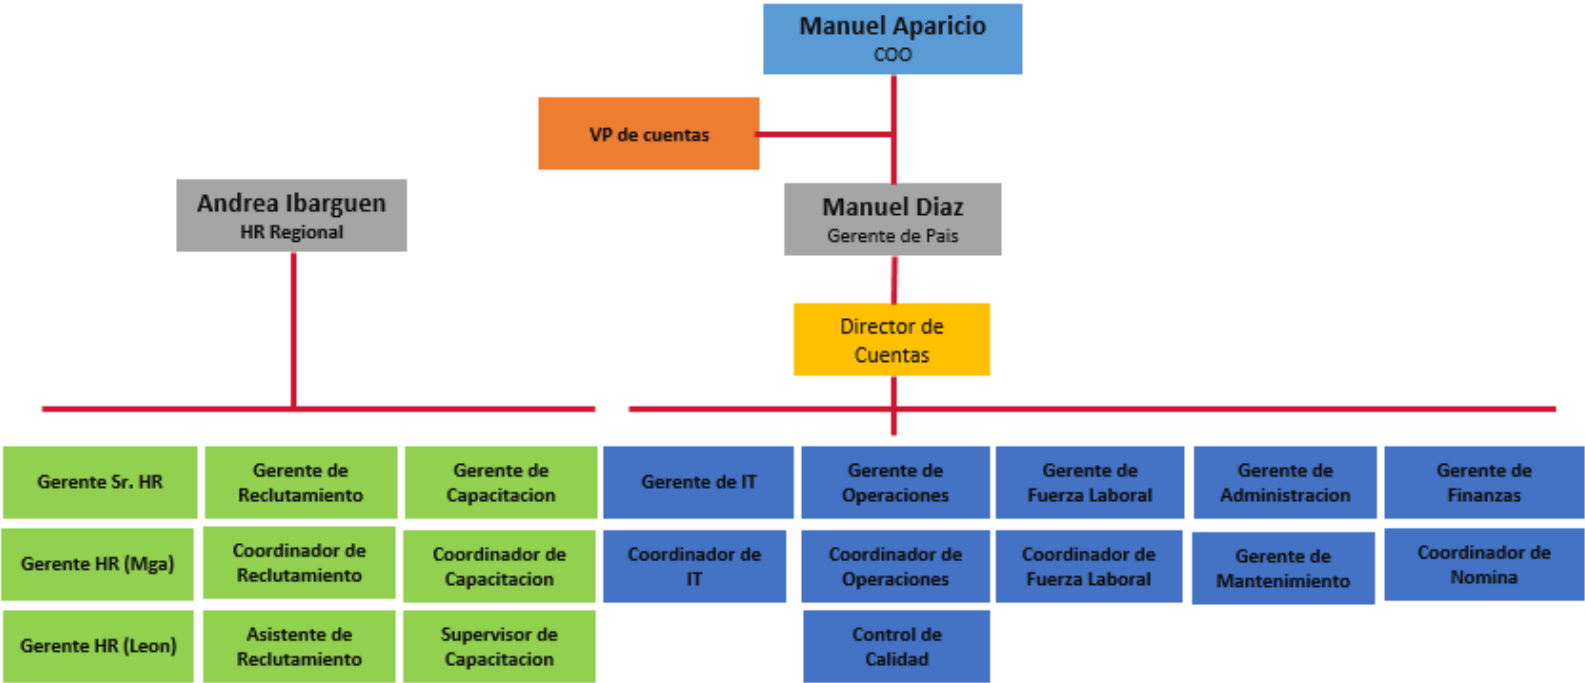 Manuel Aparicio
COO
VP de cuentas
Andrea Ibarguen
HR Regional
Manuel Diaz
Gerente de Pais
Director de
Cuentas
Gerente Sr. HR
Gerente de
Reclutamiento
Gerente de
Capacitacion
Gerente de IT
Gerente de
Operaciones
Gerente de
Fuerza Laboral
Gerente de
Administracion
Gerente de
Finanzas
Gerente HR (Mga)
Coordinador de
Reclutamiento
Coordinador de
Capacitacion
Coordinador de
IT
Coordinador de
Operaciones
Coordinador de
Fuerza Laboral
Gerente de
Mantenimiento
Coordinador de
Nomina
Gerente HR (Leon)
Asistente de
Reclutamiento
Supervisor de
Capacitacion
Control de
Calidad